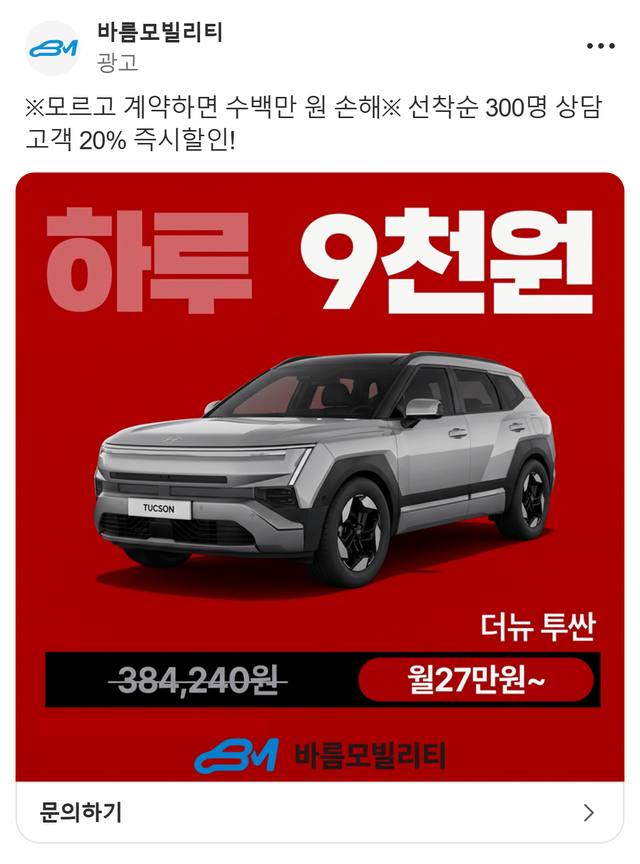 바름모빌리티
광고
※모르고 계약하면 수백만 원 손해※ 선착순 300명 상담
고객 20% 즉시할인!
하루 9천원
TUCSON
더뉴 투싼
384,240원 월27만원~
BM 바름모빌리티
문의하기